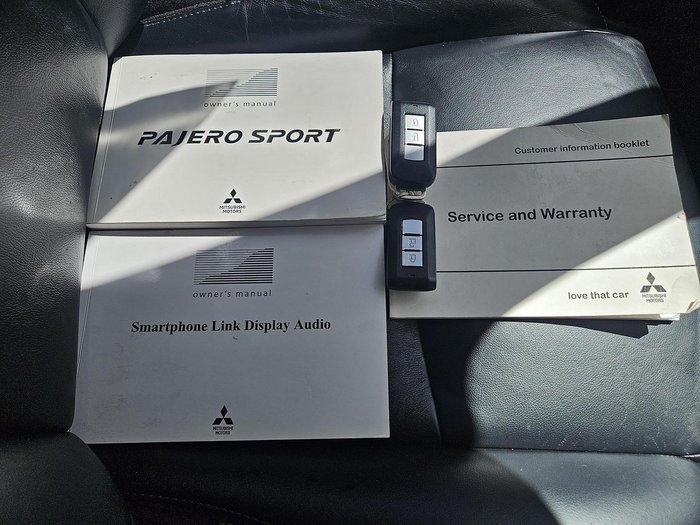 owner's manual
PAJERO SPORT
MITSUBISHI
MOTORS
owner's manual
Smartphone Link Display Audio
MITSUBISHI
MOTORS
Customer information booklet
Service and Warranty
love that car
MITSUBISHI
MOTORS